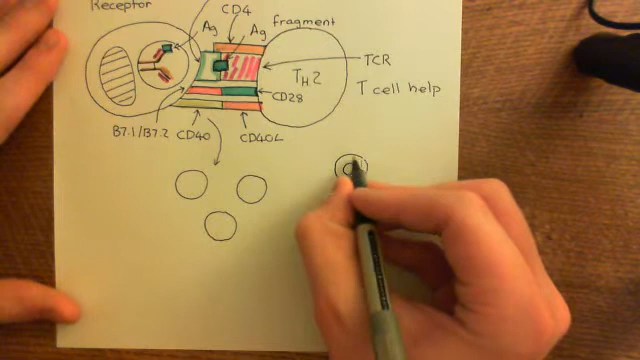 Receptor
CD4
Ag
Ag fragment
TCR
TH2
T cell help
CD28
B7.1/B7.2
CD40
CD40L